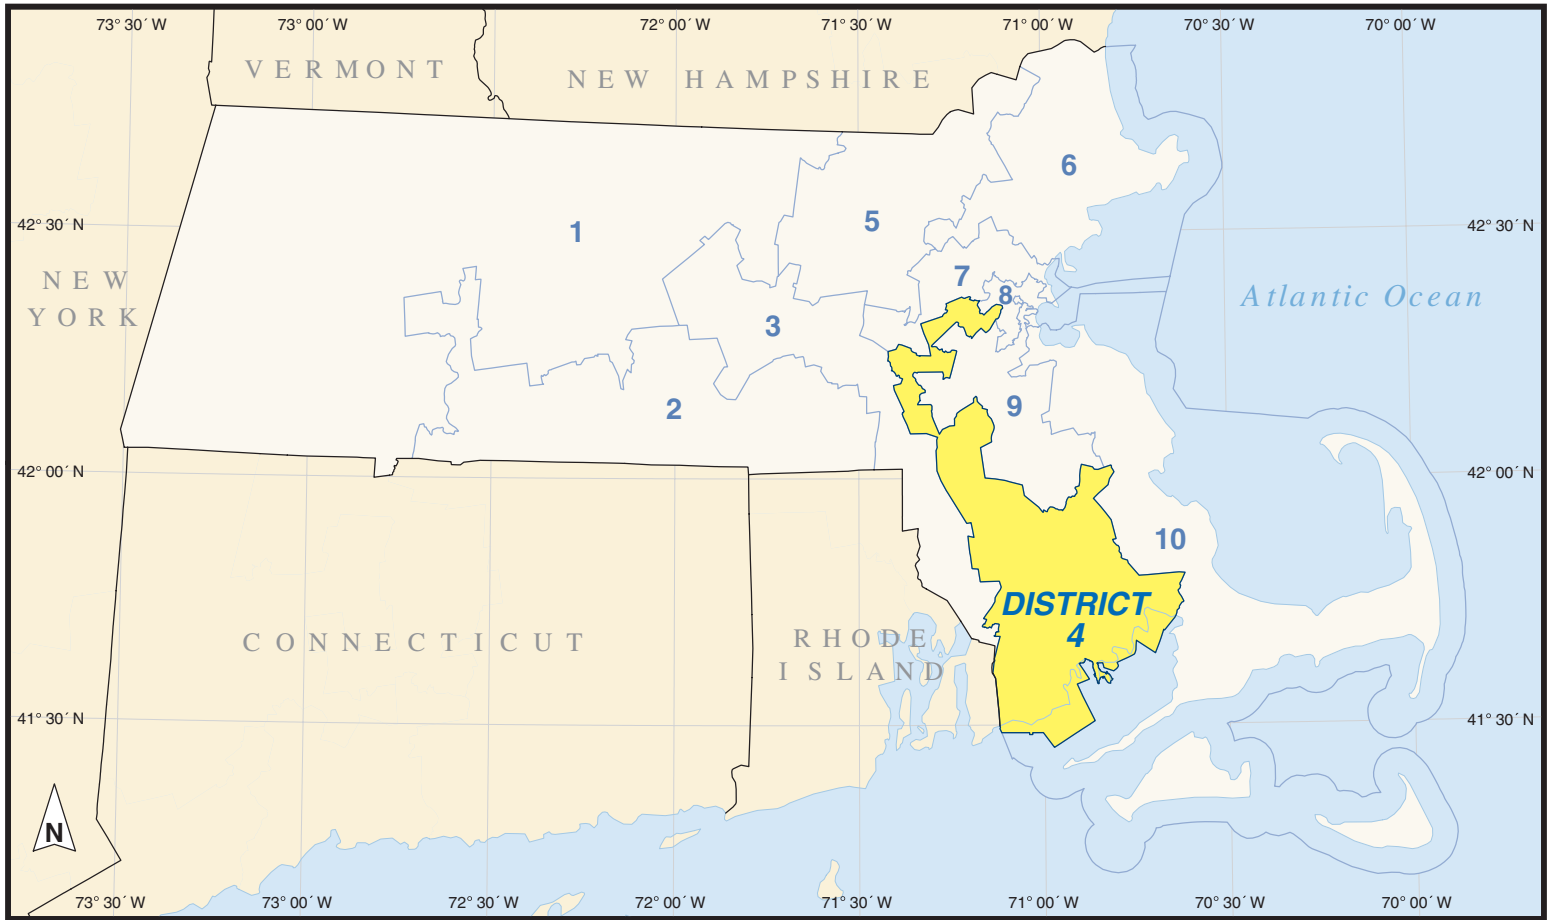 73° 30´ W
73° 00´ W
72° 00´ W
71° 30´ W
71° 00´ W
70° 30´ W
70° 00´ W
VERMONT
NEW HAMPSHIRE
6
42° 30´ N
1
5
42° 30´ N
NEW
YORK
7
8
Atlantic Ocean
3
2
9
42° 00´ N
42° 00´ N
10
DISTRICT
4
CONNECTICUT
RHODE
ISLAND
41° 30´ N
41° 30´ N
N
73° 30´ W
73° 00´ W
72° 30´ W
72° 00´ W
71° 30´ W
71° 00´ W
70° 30´ W
70° 00´ W